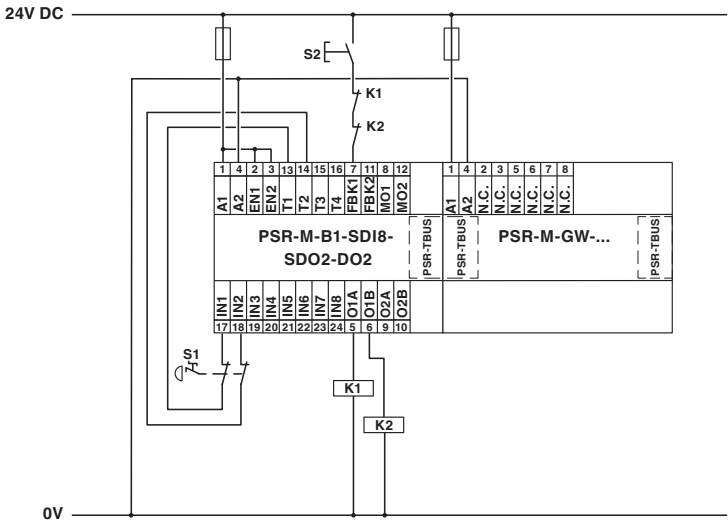 24V DC
S2
K1
K2
1 4 2 3 13 14 15 16 7 11 8 12
A1 A2 EN1 EN2 T1 T2 T3 T4 FBK1 FBK2 MO1 MO2
1 4 2 3 5 6 7 8
A1 A2 N.C. N.C. N.C. N.C. N.C. N.C.
PSR-M-B1-SDI8-
SDO2-DO2
PSR-TBUS
PSR-TBUS
PSR-M-GW-...
PSR-TBUS
IN1 IN2 IN3 IN4 IN5 IN6 IN7 IN8 O1A O1B O2A O2B
17 18 19 20 21 22 23 24 5 6 9 10
S1
K1
K2
0V